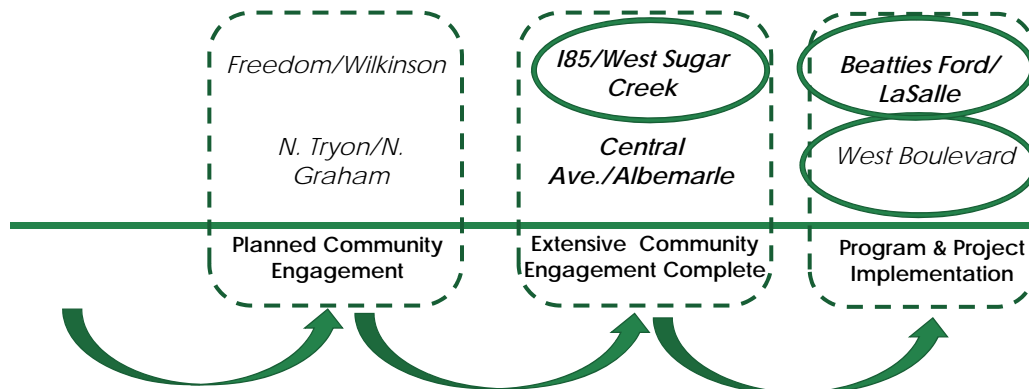 Freedom/Wilkinson
N. Tryon/N.
Graham
Planned Community
Engagement
I85/West Sugar
Creek
Central
Ave./Albemarle
Extensive Community
Engagement Complete
Beatties Ford/
LaSalle
West Boulevard
Program & Project
Implementation